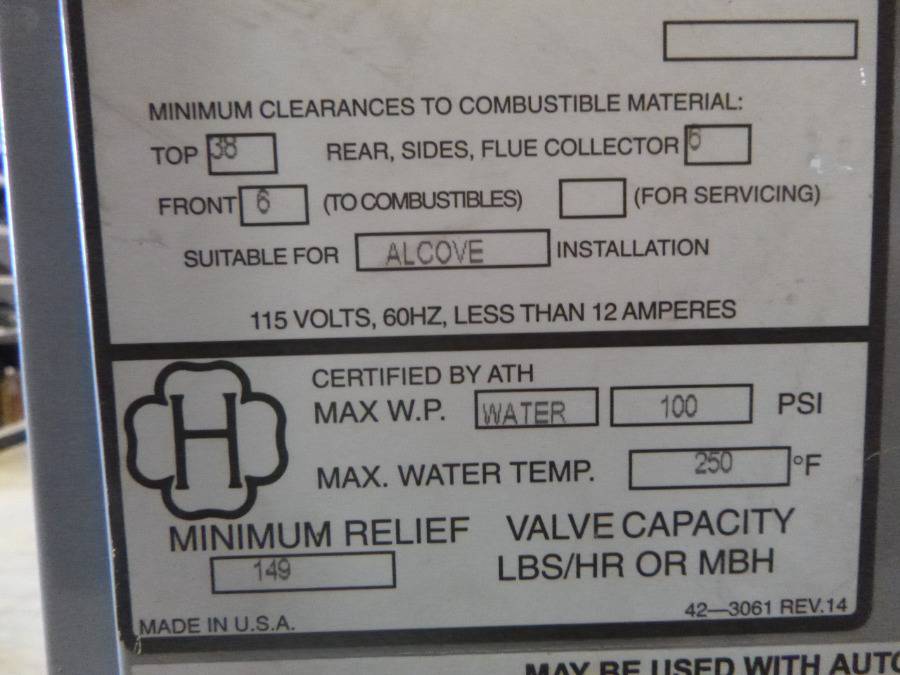 MINIMUM CLEARANCES TO COMBUSTIBLE MATERIAL:
TOP 38 REAR, SIDES, FLUE COLLECTOR 6
FRONT 6 (TO COMBUSTIBLES) (FOR SERVICING)
SUITABLE FOR ALCOVE INSTALLATION
115 VOLTS, 60HZ, LESS THAN 12 AMPERES
H
CERTIFIED BY ATH
MAX W.P. WATER 100 PSI
MAX. WATER TEMP. 250 °F
MINIMUM RELIEF VALVE CAPACITY
149 LBS/HR OR MBH
MADE IN U.S.A. 42—3061 REV.14
MAY BE USED WITH AUTO